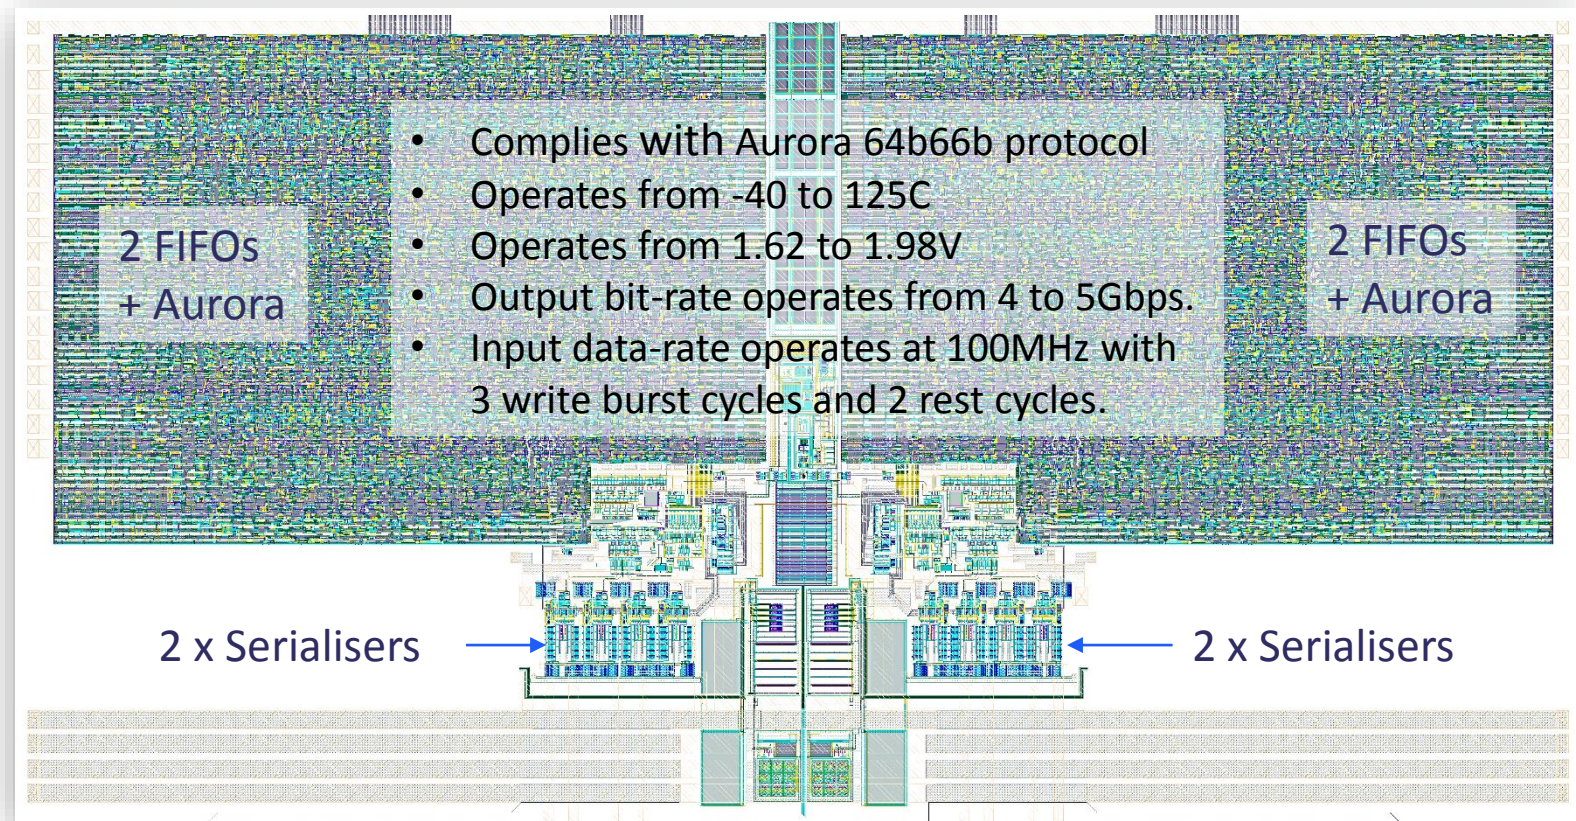 • Complies with Aurora 64b66b protocol
• Operates from -40 to 125C
• Operates from 1.62 to 1.98V
• Output bit-rate operates from 4 to 5Gbps.
• Input data-rate operates at 100MHz with
3 write burst cycles and 2 rest cycles.
2 FIFOs
+ Aurora
2 FIFOs
+ Aurora
2 x Serialisers
2 x Serialisers